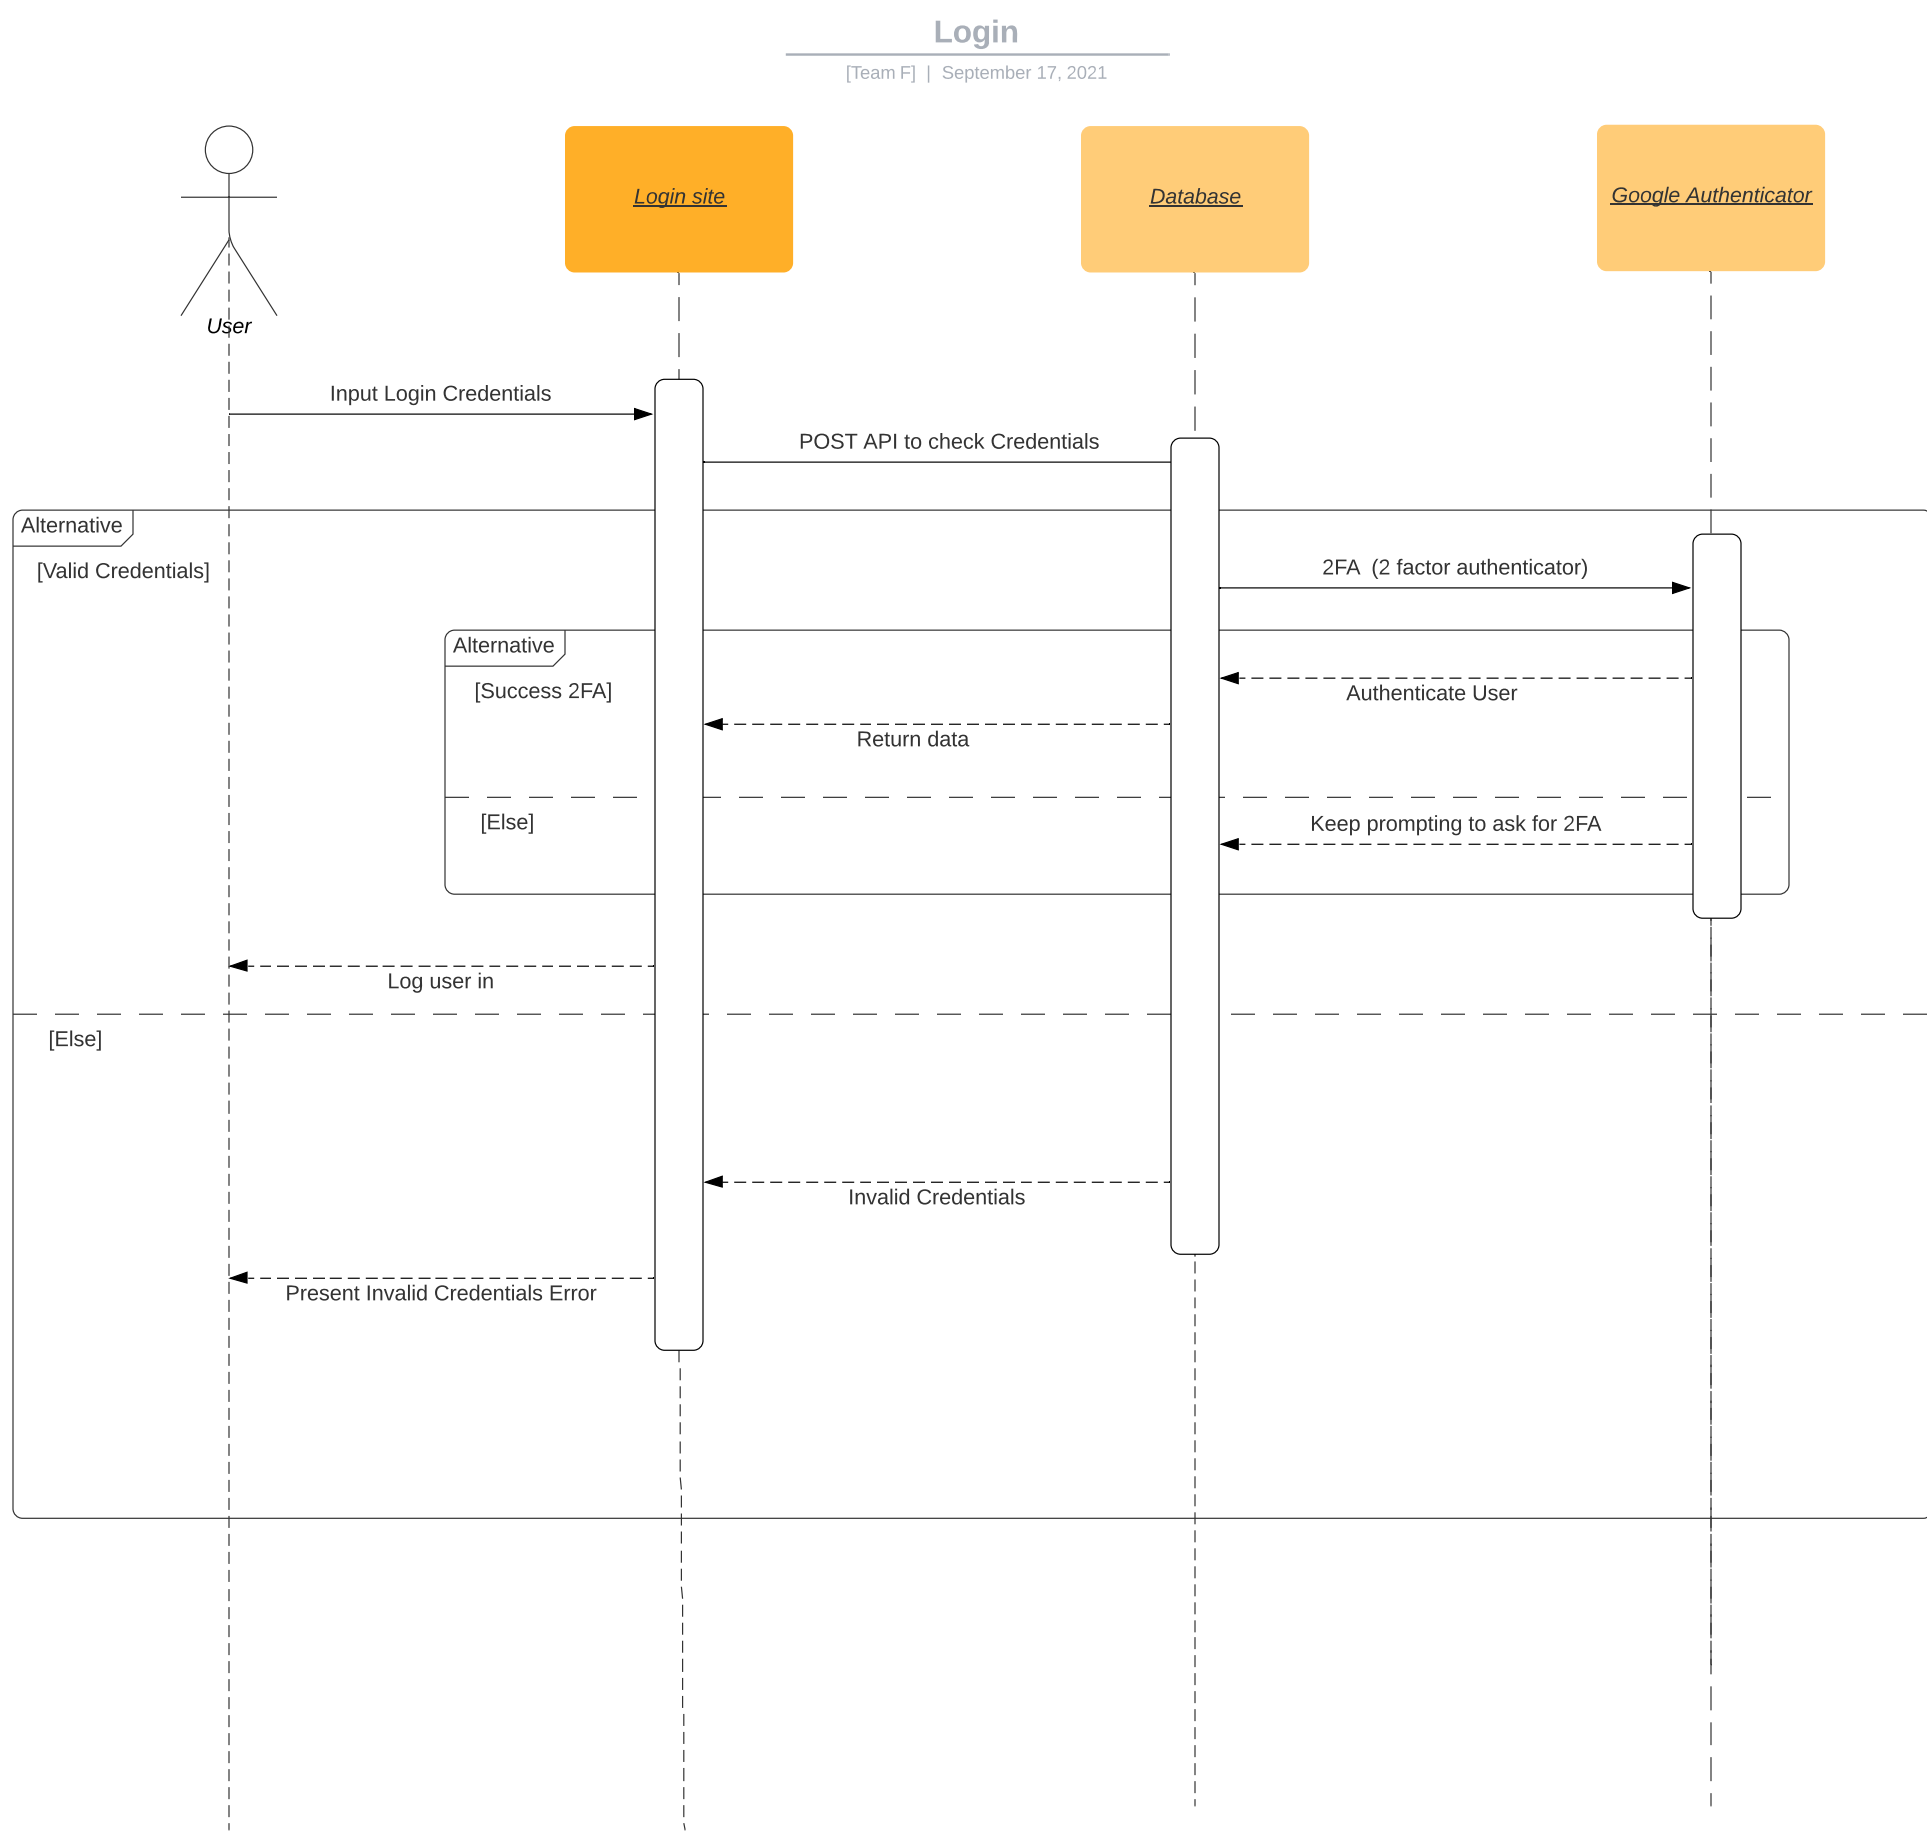 Login
[Team F]  |  September 17, 2021
User
Login site
Database
Google Authenticator
Input Login Credentials
POST API to check Credentials
Alternative
[Valid Credentials]
2FA  (2 factor authenticator)
Alternative
[Success 2FA]
Authenticate User
Return data
[Else]
Keep prompting to ask for 2FA
Log user in
[Else]
Invalid Credentials
Present Invalid Credentials Error